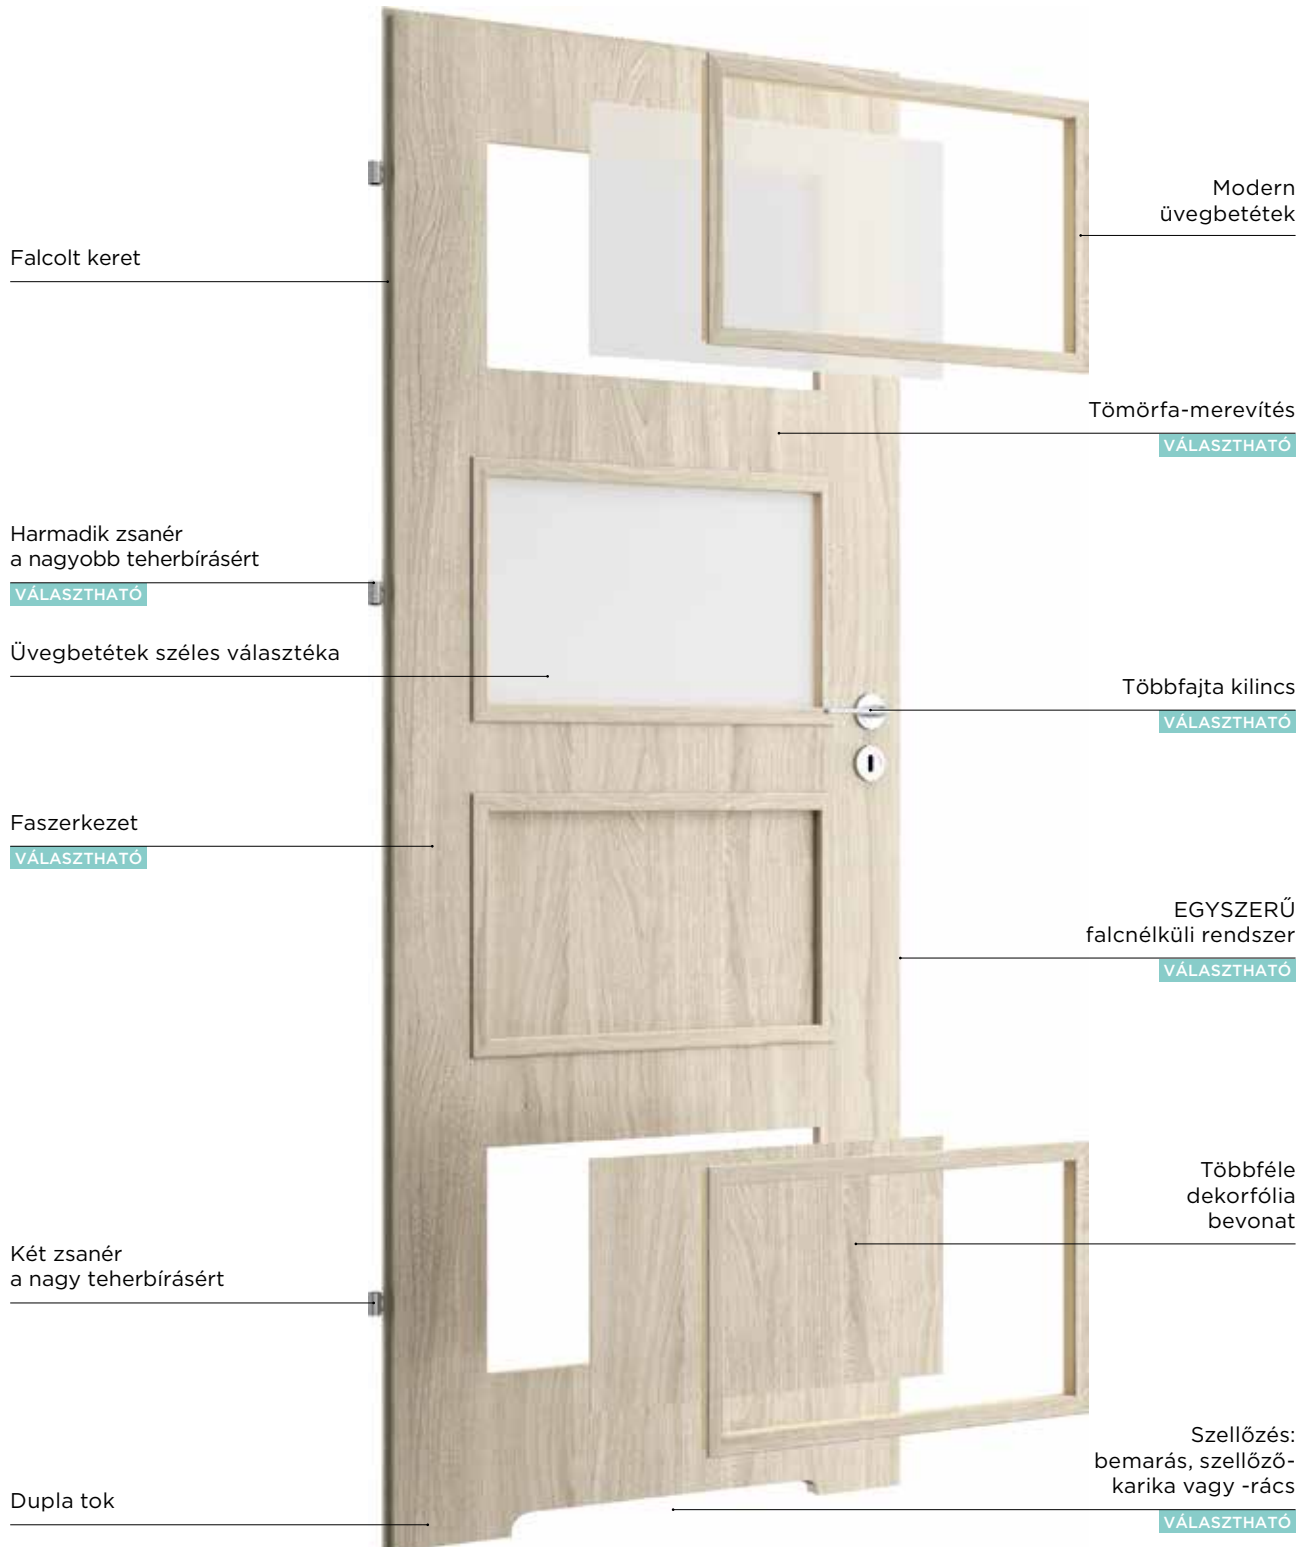 Modern
üvegbetétek
Falcolt keret
Tömörfa-merevítés
VÁLASZTHATÓ
Harmadik zsanér
a nagyobb teherbírásért
VÁLASZTHATÓ
Üvegbetétek széles választéka
Többfajta kilincs
VÁLASZTHATÓ
Faszerkezet
VÁLASZTHATÓ
EGYSZERŰ
falcnélküli rendszer
VÁLASZTHATÓ
Többféle
dekorfólia
bevonat
Két zsanér
a nagy teherbírásért
Szellőzés:
bemarás, szellőző-
karika vagy -rács
VÁLASZTHATÓ
Dupla tok